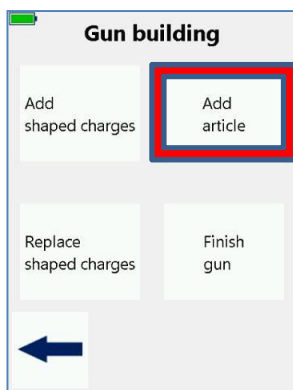 Gun building
Add
shaped charges
Add
article
Replace
shaped charges
Finish
gun